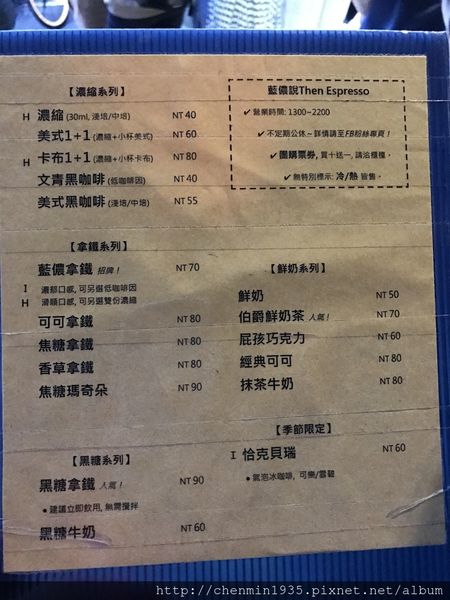 【濃縮系列】
H 濃縮 (30ml, 淺培/中培) NT 40
美式1+1 (濃縮+小杯美式) NT 60
H 卡布1+1 (濃縮+小杯卡布) NT 80
文青黑咖啡 (低咖啡因) NT 40
美式黑咖啡 (淺培/中培) NT 55
藍儂說Then Espresso
✔ 營業時間: 1300~2200
✔ 不定期公休~詳情請至FB粉絲專頁!
✔ 團購票券, 買十送一, 請洽櫃檯。
✔ 無特別標示: 冷/熱 皆售。
【拿鐵系列】
藍儂拿鐵 招牌! NT 70
I 濃郁口感, 可另選低咖啡因
H 滑順口感, 可另選雙份濃縮
可可拿鐵 NT 80
焦糖拿鐵 NT 80
香草拿鐵 NT 80
焦糖瑪奇朵 NT 90
【鮮奶系列】
鮮奶 NT 50
伯爵鮮奶茶 人氣! NT 70
屁孩巧克力 NT 60
經典可可 NT 80
抹茶牛奶 NT 80
【黑糖系列】
黑糖拿鐵 人氣! NT 90
● 建議立即飲用, 無需攪拌
黑糖牛奶 NT 60
【季節限定】
I 恰克貝瑞 NT 60
● 氣泡冰咖啡, 可樂/雪碧
http://chenmin1935.pixnet.net/album